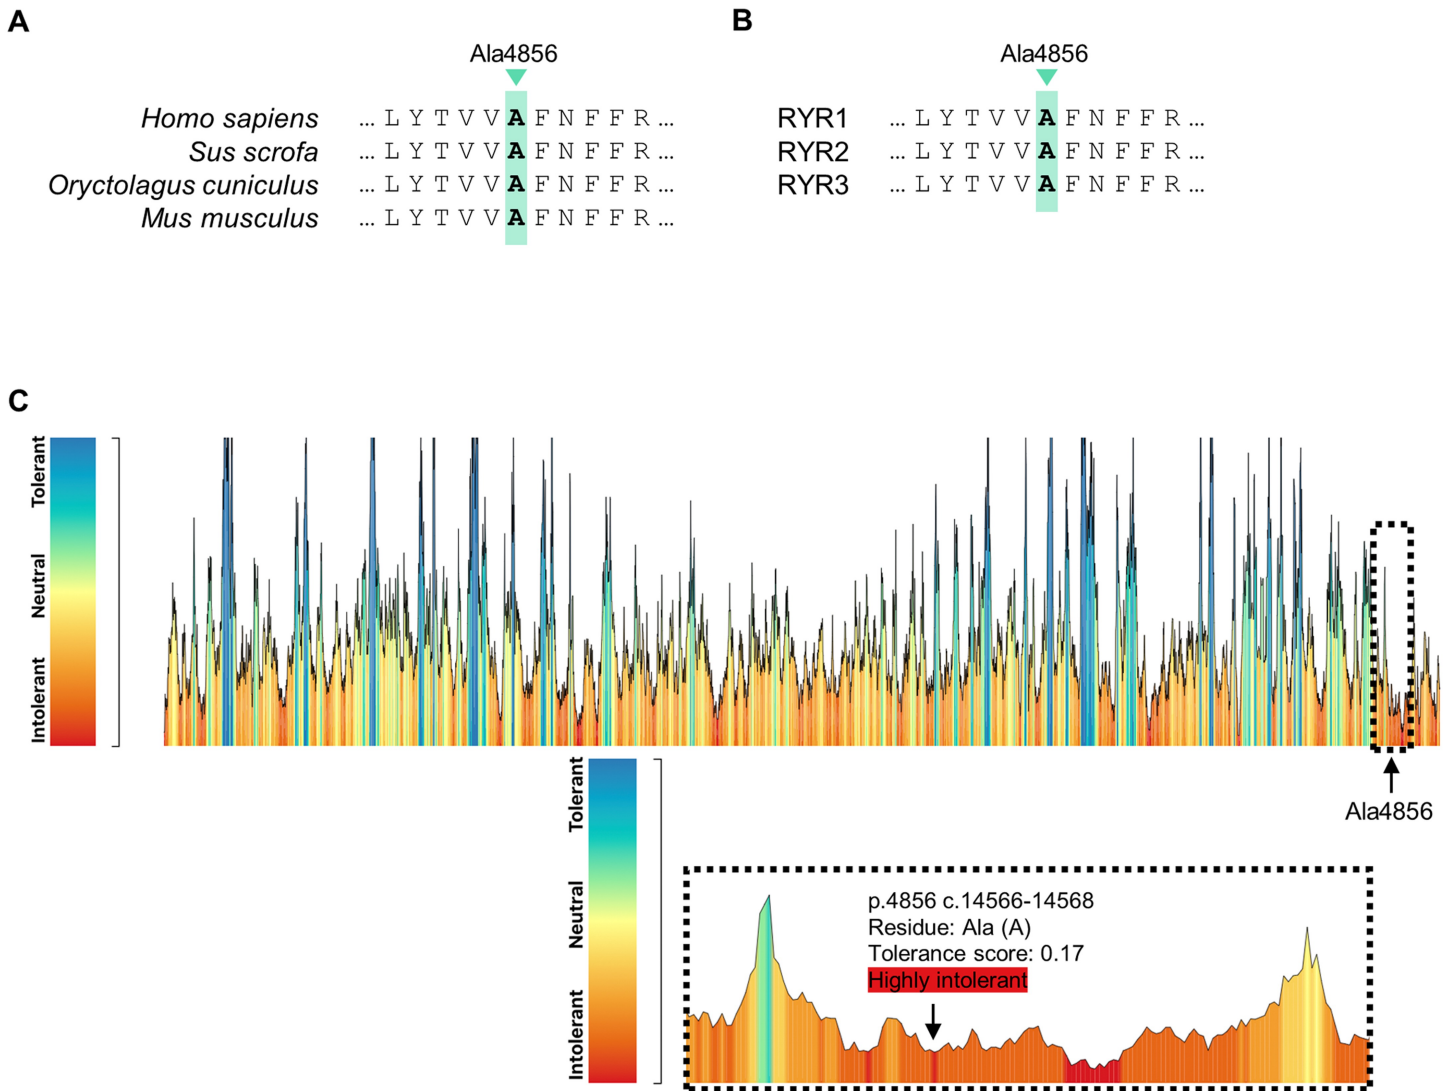 A
Ala4856
Homo sapiens ... L Y T V V A F N F F R ...
Sus scrofa ... L Y T V V A F N F F R ...
Oryctolagus cuniculus ... L Y T V V A F N F F R ...
Mus musculus ... L Y T V V A F N F F R ...
B
Ala4856
RYR1 ... L Y T V V A F N F F R ...
RYR2 ... L Y T V V A F N F F R ...
RYR3 ... L Y T V V A F N F F R ...
C
Tolerant
Neutral
Intolerant
Ala4856
Tolerant
Neutral
Intolerant
p.4856 c.14566-14568
Residue: Ala (A)
Tolerance score: 0.17
Highly intolerant